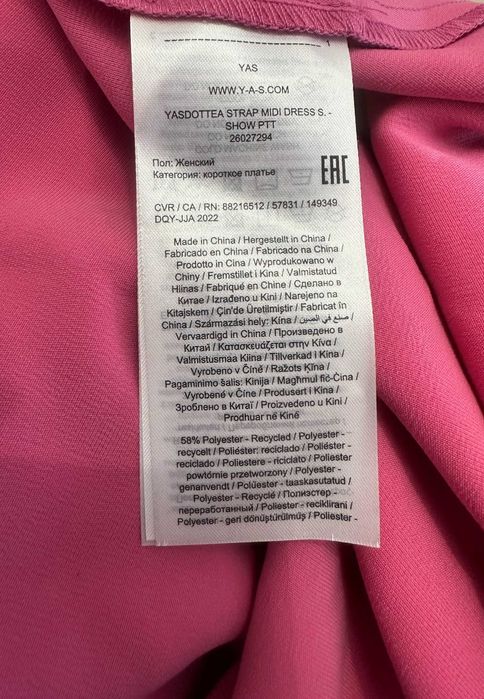 1
YAS
WWW.Y-A-S.COM
YASDOTTEA STRAP MIDI DRESS S. -
SHOW PTT
26027294
Пол: Женский
Категория: короткое платье
EAC
CVR / CA / RN: 88216512 / 57831 / 149349
DQY-JJA 2022
Made in China / Hergestellt in China /
Fabricado en China / Fabricado na China /
Prodotto in Cina / Wyprodukowano w
Chiny / Fremstillet i Kina / Valmistatud
Hiinas / Fabriqué en Chine / Сделано в
Китае / Izrađeno u Kini / Narejeno na
Kitajskem / Çin'de Üretilmiştir / Fabricat în
China / Származási hely: Kína / صنع في الصين /
Vervaardigd in China / Произведено в
Китай / Κατασκευάζεται στην Κίνα /
Valmistusmaa Kiina / Tillverkad i Kina /
Vyrobeno v Číně / Ražots Ķīna /
Pagaminimo šalis: Kinija / Magħmul fiċ-Ċina
Vyrobené v Číne / Produsert i Kina /
Зроблено в Китаї / Proizvedeno u Kini /
Prodhuar në Kinë
58% Polyester - Recycled / Polyester -
recycelt / Poliéster: reciclado / Poliéster -
reciclado / Poliestere - riciclato / Poliester -
powtórnie przetworzony / Polyester -
genanvendt / Polüester - taaskasutatud /
Polyester - Recyclé / Полиэстер -
переработанный / Poliester - reciklirani /
Polyester - geri dönüştürülmüş / Poliester -